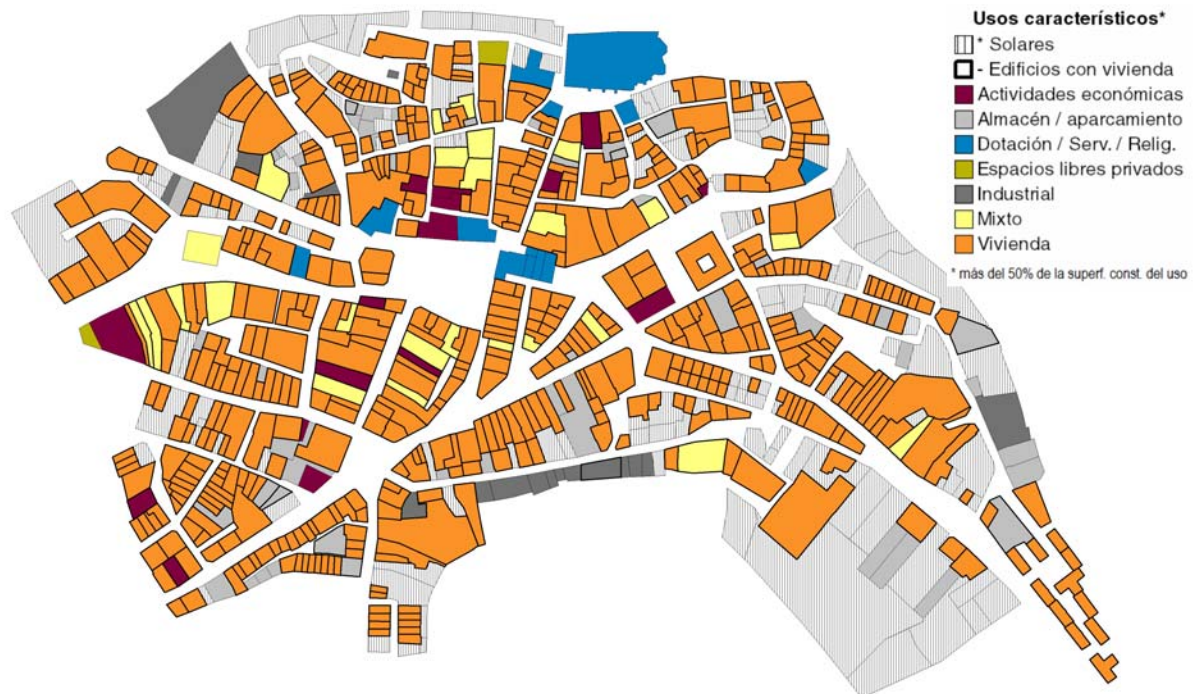 Usos característicos*
* Solares
- Edificios con vivienda
Actividades económicas
Almacén / aparcamiento
Dotación / Serv. / Relig.
Espacios libres privados
Industrial
Mixto
Vivienda
* más del 50% de la superf. const. del uso